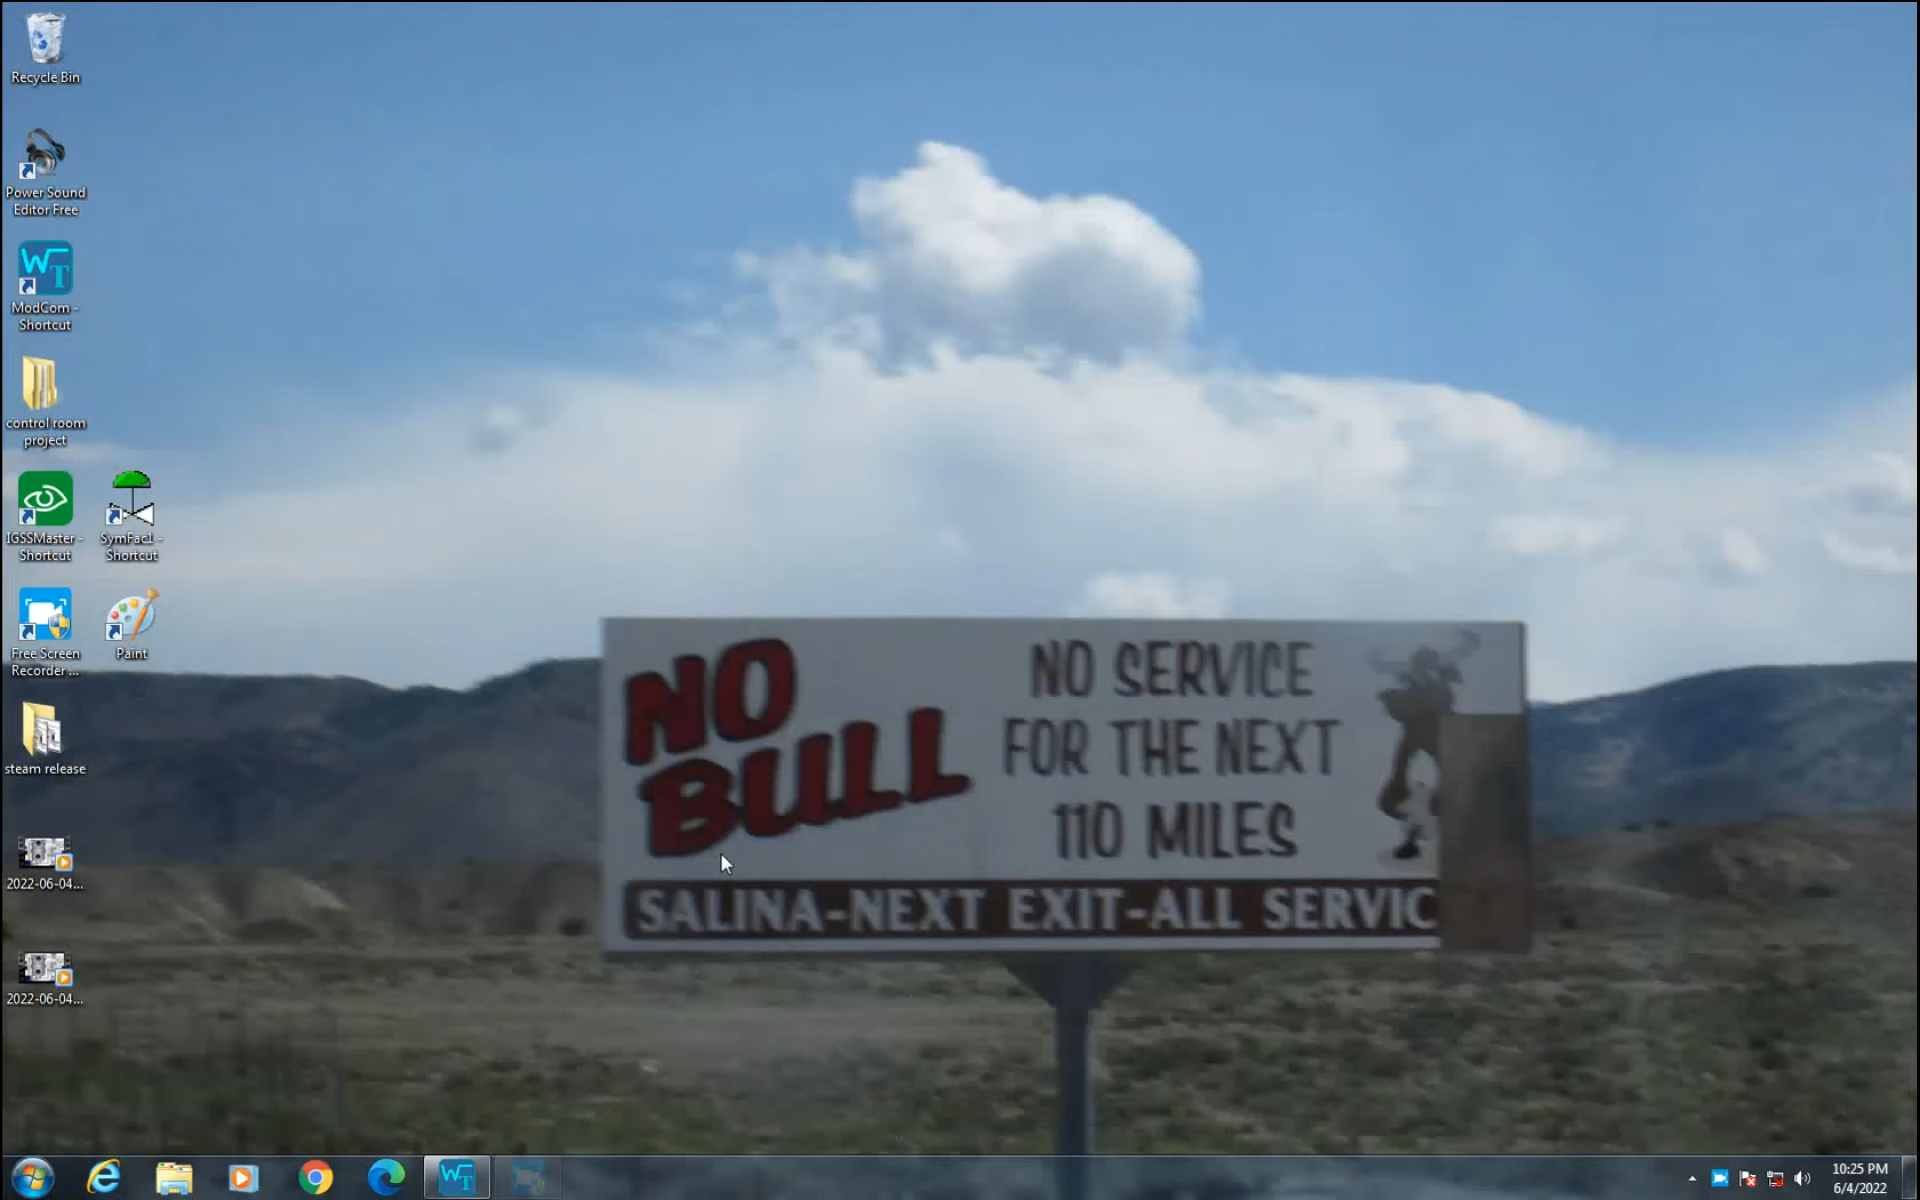 Recycle Bin
Power Sound
Editor Free
ModCom -
Shortcut
control room
project
IGSSMaster -
Shortcut
SymFac1 -
Shortcut
Free Screen
Recorder ...
Paint
steam release
2022-06-04...
2022-06-04...
NO
BULL
NO SERVICE
FOR THE NEXT
110 MILES
SALINA-NEXT EXIT-ALL SERVIC
WT
WT
10:25 PM
6/4/2022